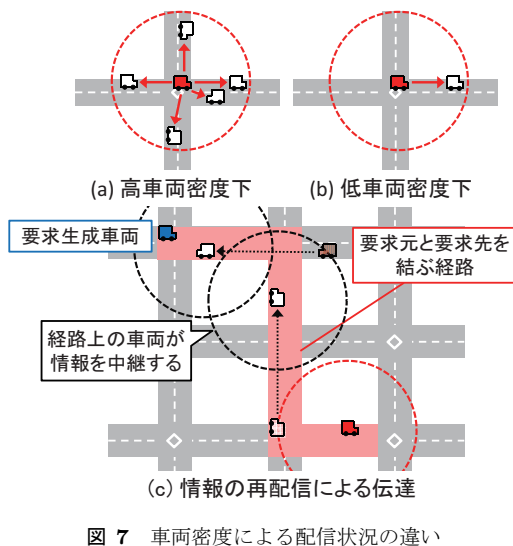 (a) 高車両密度下
(b) 低車両密度下
要求生成車両
要求元と要求先を
結ぶ経路
経路上の車両が
情報を中継する
(c) 情報の再配信による伝達
図 7 車両密度による配信状況の違い